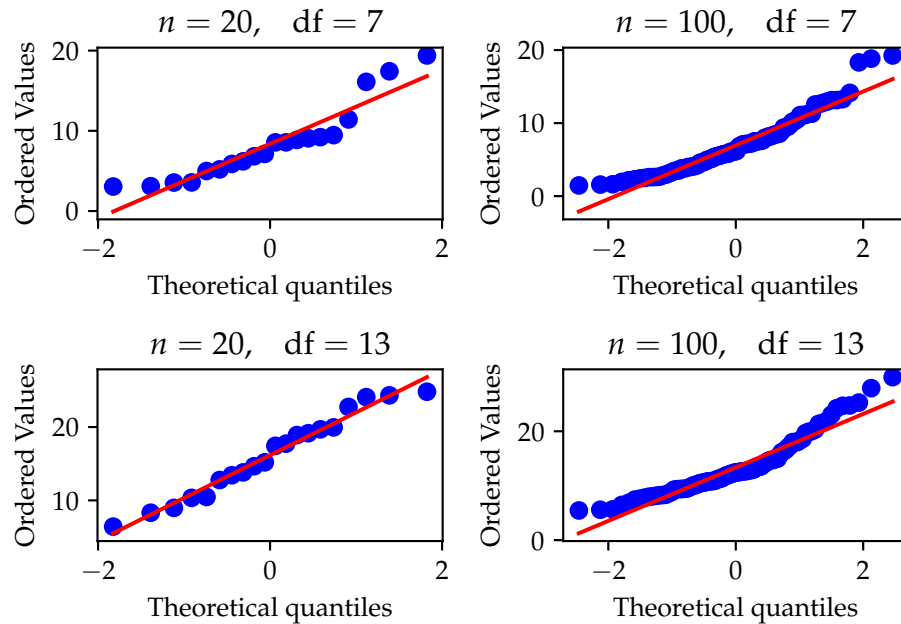 n = 20, df = 7
Ordered Values
20
10
0
−2
0
2
Theoretical quantiles
n = 100, df = 7
Ordered Values
20
10
0
−2
0
2
Theoretical quantiles
n = 20, df = 13
Ordered Values
20
10
−2
0
2
Theoretical quantiles
n = 100, df = 13
Ordered Values
20
0
−2
0
2
Theoretical quantiles